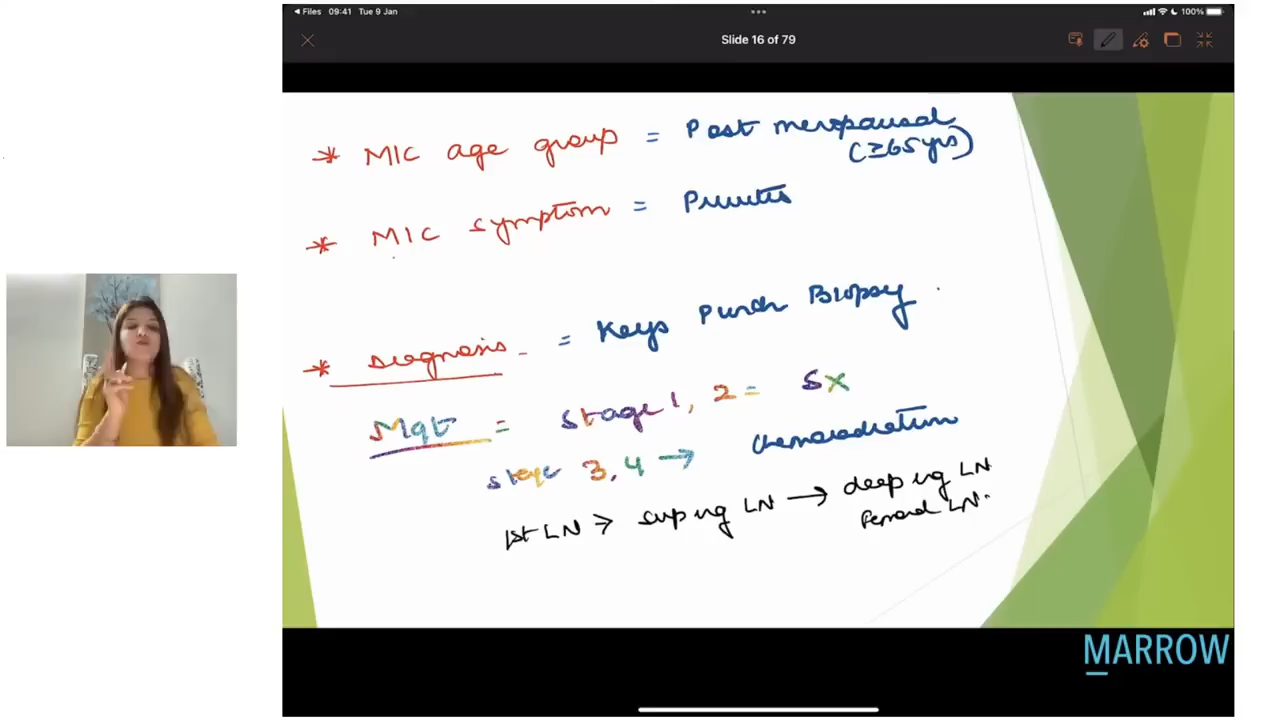 Files 09:41 Tue 9 Jan
100%
Slide 16 of 79
* MIC age group = Post menopausal
(≥65yrs)
* MIC symptom = Pruritis
* Diagnosis = Keys Punch Biopsy
Mgt = stage 1, 2 = Sx
stage 3, 4 → Chemoradiation
1st LN > sup ing LN → deep ing LN
Femoral LN.
MARROW